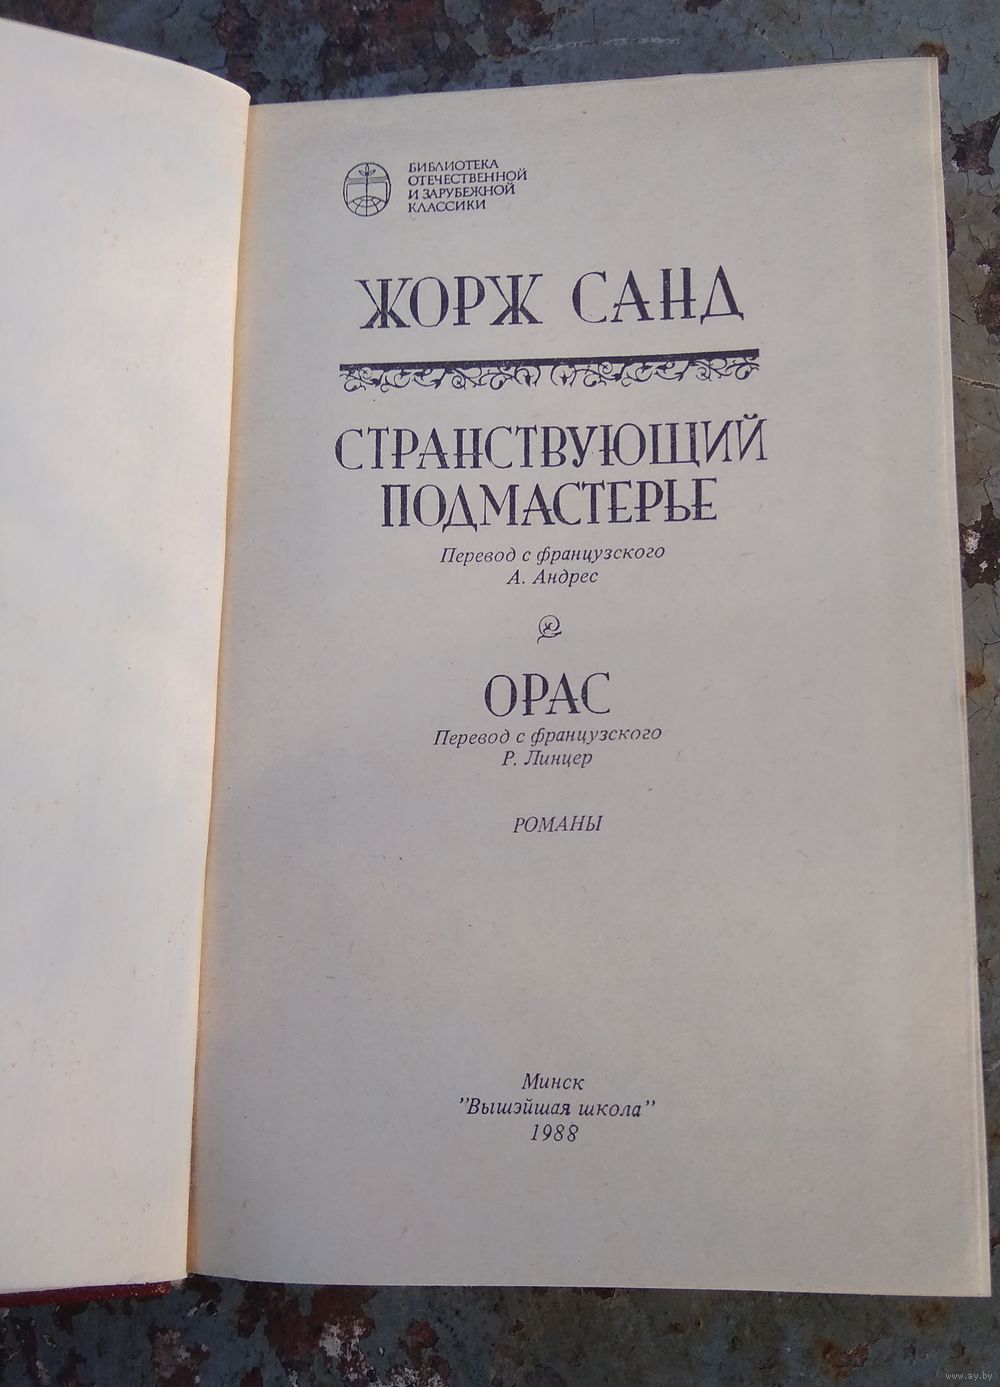 БИБЛИОТЕКА
ОТЕЧЕСТВЕННОЙ
И ЗАРУБЕЖНОЙ
КЛАССИКИ
ЖОРЖ САНД
СТРАНСТВУЮЩИЙ
ПОДМАСТЕРЬЕ
Перевод с французского
А. Андрес
ОРАС
Перевод с французского
Р. Линцер
РОМАНЫ
Минск
"Вышэйшая школа"
1988
www.ay.by